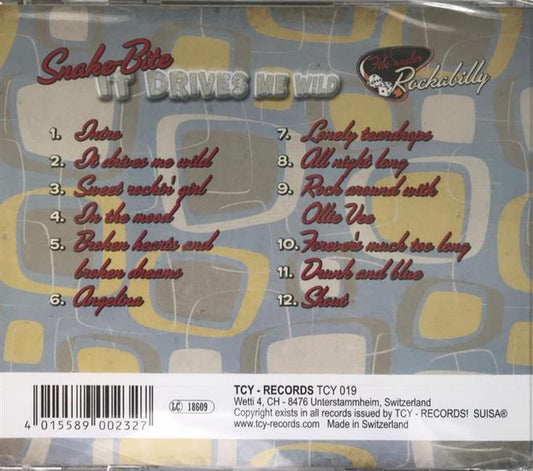 Snake-Bite
IT DRIVES ME WILD
File under
Rockabilly
1. Intro
2. It drives me wild
3. Sweet rockin' girl
4. In the mood
5. Broken hearts and
broken dreams
6. Angelina
7. Lonely teardrops
8. All night long
9. Rock around with
Ollie Vee
10. Forever's much too long
11. Drunk and blue
12. Shout
4 015589 002327
LC 18609
TCY - RECORDS TCY 019
Wetti 4, CH - 8476 Unterstammheim, Switzerland
Copyright exists in all records issued by TCY - RECORDS! SUISA®
www.tcy-records.com Made in Switzerland